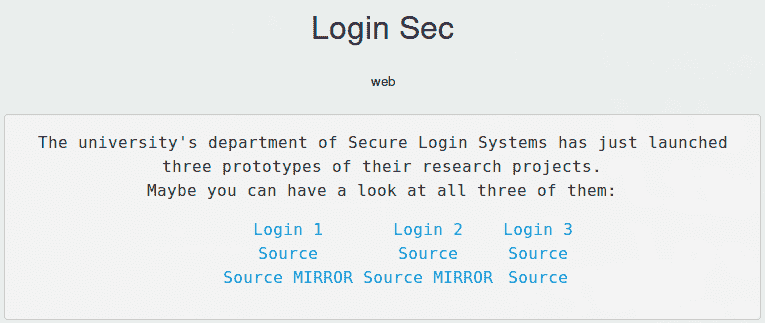 Login Sec
web
The university's department of Secure Login Systems has just launched
three prototypes of their research projects.
Maybe you can have a look at all three of them:
Login 1 Login 2 Login 3
Source Source Source
Source MIRROR Source MIRROR Source